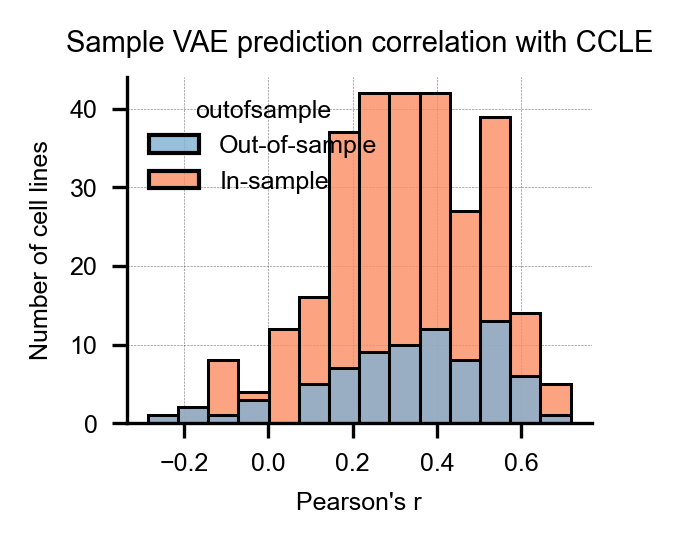 Sample VAE prediction correlation with CCLE
Number of cell lines
40
30
20
10
0
outofsample
Out-of-sample
In-sample
−0.2 0.0 0.2 0.4 0.6
Pearson's r